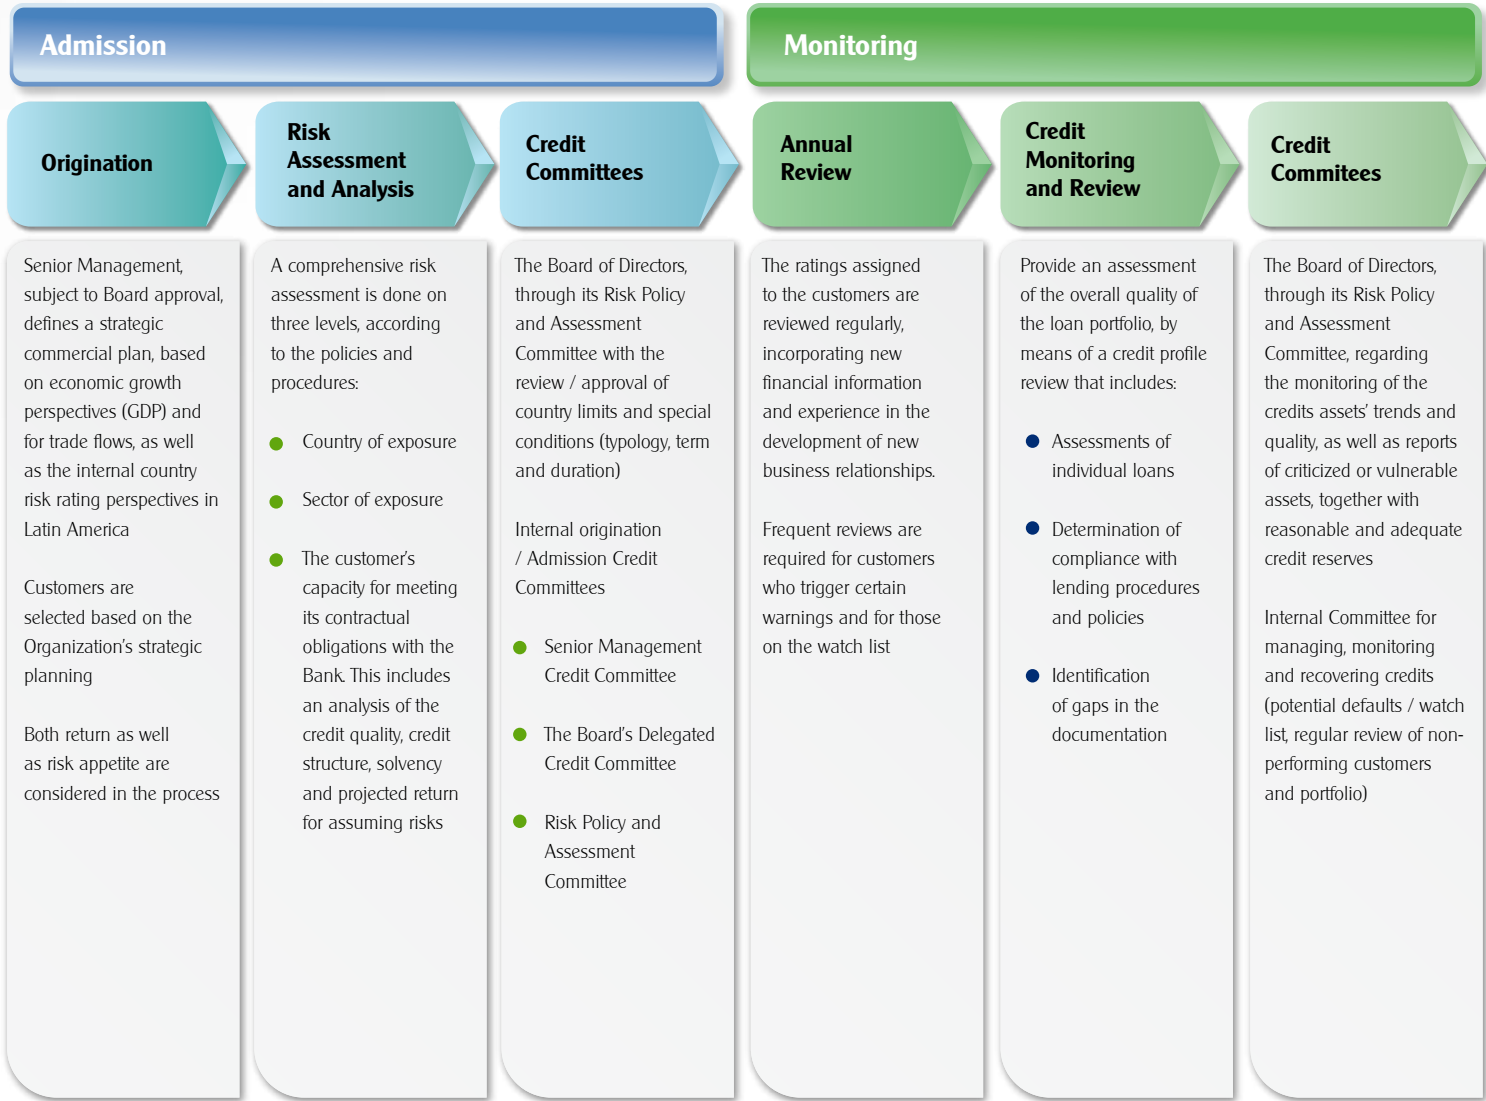 Admission
Monitoring
Origination
Risk
Assessment
and Analysis
Credit
Committees
Annual
Review
Credit
Monitoring
and Review
Credit
Commitees
Senior Management,
subject to Board approval,
defines a strategic
commercial plan, based
on economic growth
perspectives (GDP) and
for trade flows, as well
as the internal country
risk rating perspectives in
Latin America
Customers are
selected based on the
Organization's strategic
planning
Both return as well
as risk appetite are
considered in the process
A comprehensive risk
assessment is done on
three levels, according
to the policies and
procedures:
Country of exposure
Sector of exposure
The customer's
capacity for meeting
its contractual
obligations with the
Bank. This includes
an analysis of the
credit quality, credit
structure, solvency
and projected return
for assuming risks
The Board of Directors,
through its Risk Policy
and Assessment
Committee with the
review / approval of
country limits and special
conditions (typology, term
and duration)
Internal origination
/ Admission Credit
Committees
Senior Management
Credit Committee
The Board's Delegated
Credit Committee
Risk Policy and
Assessment
Committee
The ratings assigned
to the customers are
reviewed regularly,
incorporating new
financial information
and experience in the
development of new
business relationships.
Frequent reviews are
required for customers
who trigger certain
warnings and for those
on the watch list
Provide an assessment
of the overall quality of
the loan portfolio, by
means of a credit profile
review that includes:
Assessments of
individual loans
Determination of
compliance with
lending procedures
and policies
Identification
of gaps in the
documentation
The Board of Directors,
through its Risk Policy
and Assessment
Committee, regarding
the monitoring of the
credits assets' trends and
quality, as well as reports
of criticized or vulnerable
assets, together with
reasonable and adequate
credit reserves
Internal Committee for
managing, monitoring
and recovering credits
(potential defaults / watch
list, regular review of non-
performing customers
and portfolio)